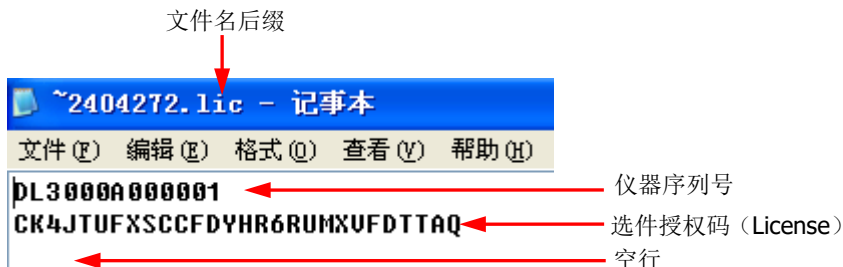 文件名后缀
~2404272.lic - 记事本
文件(F) 编辑(E) 格式(O) 查看(V) 帮助(H)
DL3000A000001
仪器序列号
CK4JTUFXSCCFDYHR6RUMXVFDTTAQ
选件授权码（License）
空行